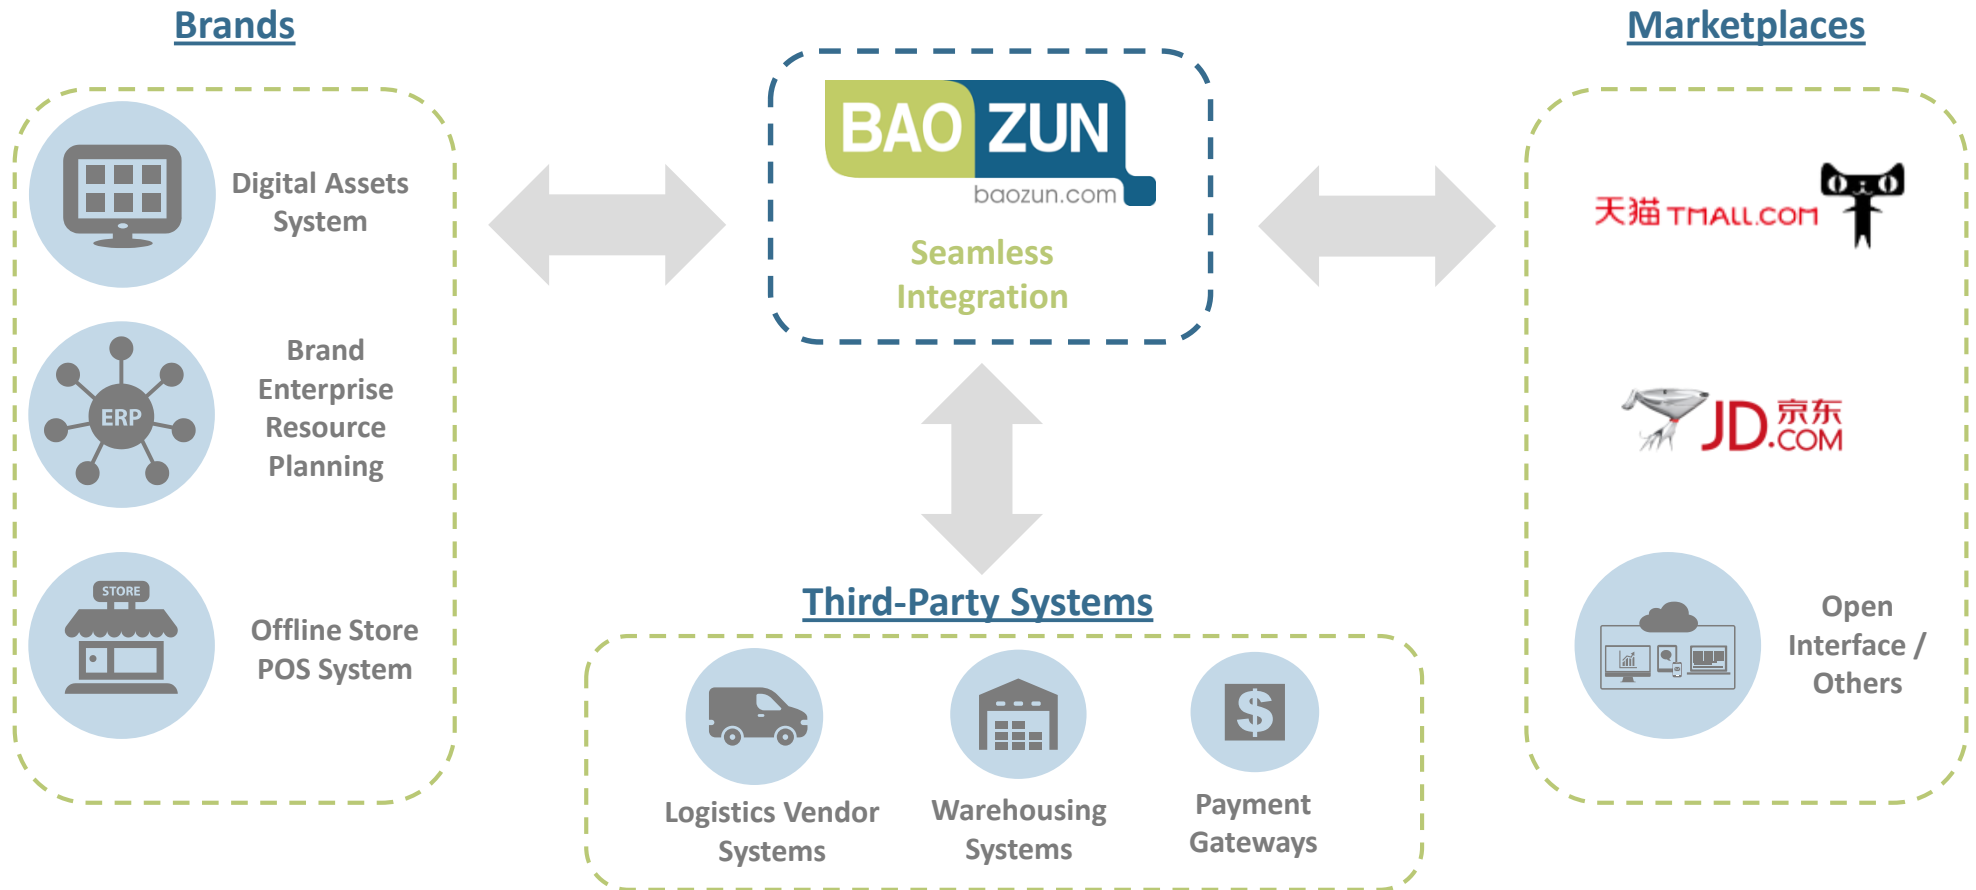 Brands
Digital Assets
System
ERP
Brand
Enterprise
Resource
Planning
STORE
Offline Store
POS System
BAO ZUN
baozun.com
Seamless
Integration
Third-Party Systems
Logistics Vendor
Systems
Warehousing
Systems
$
Payment
Gateways
Marketplaces
天猫 TMALL.COM
JD.京东
COM
Open
Interface /
Others